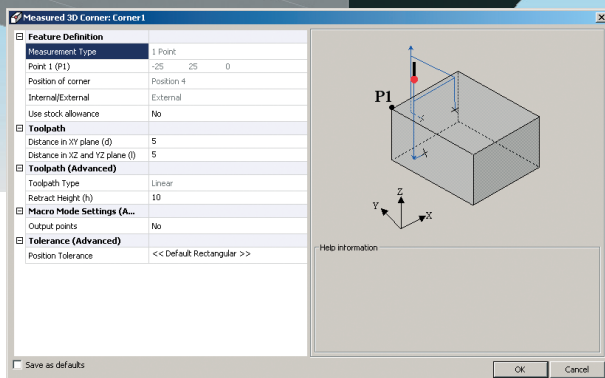 Measured 3D Corner: Corner1
Feature Definition
Measurement Type 1 Point
Point 1 (P1) -25 25 0
Position of corner Position 4
Internal/External External
Use stock allowance No
Toolpath
Distance in XY plane (d) 5
Distance in XZ and YZ plane (l) 5
Toolpath (Advanced)
Toolpath Type Linear
Retract Height (h) 10
Macro Mode Settings (A...
Output points No
Tolerance (Advanced)
Position Tolerance << Default Rectangular >>
P1
Z
Y
X
Help information
Save as defaults
OK Cancel